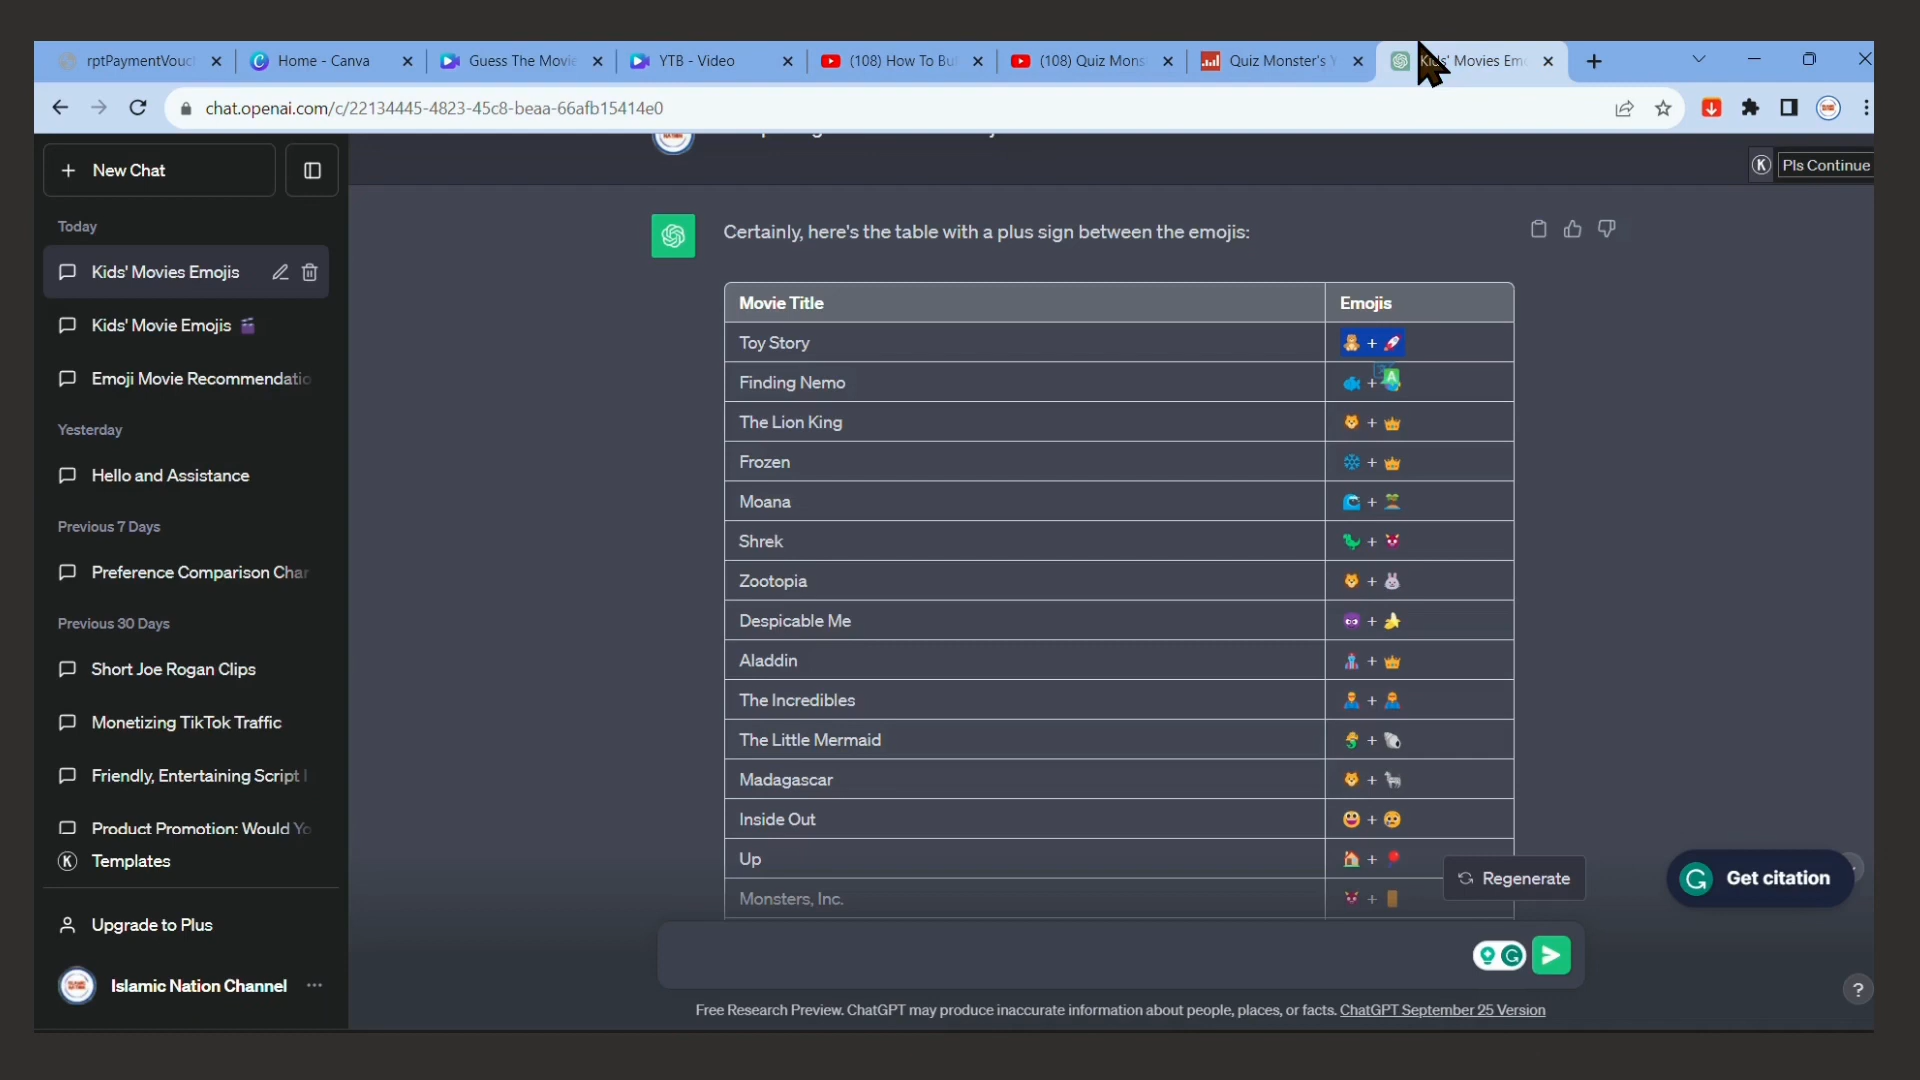 rptPaymentVouc
Home - Canva
Guess The Movie
YTB - Video
(108) How To Bu
(108) Quiz Mons
Quiz Monster's Y
Kids' Movies Em
chat.openai.com/c/22134445-4823-45c8-beaa-66afb15414e0
New Chat
Pls Continue
Today
Kids' Movies Emojis
Kids' Movie Emojis 🎬
Emoji Movie Recommendatio
Yesterday
Hello and Assistance
Previous 7 Days
Preference Comparison Char
Previous 30 Days
Short Joe Rogan Clips
Monetizing TikTok Traffic
Friendly, Entertaining Script
Product Promotion: Would Yo
Templates
Upgrade to Plus
Islamic Nation Channel
Certainly, here's the table with a plus sign between the emojis:
Movie Title Emojis
Toy Story 🧸 + 🚀
Finding Nemo 🐟 +
The Lion King 🦁 + 👑
Frozen ❄️ + 👑
Moana 🌊 + 🏝️
Shrek +
Zootopia 🦁 + 🐰
Despicable Me + 🍌
Aladdin + 👑
The Incredibles +
The Little Mermaid + 🐚
Madagascar 🦁 + 🦓
Inside Out 😃 + 😢
Up 🏠 + 🎈
Monsters, Inc. + 🚪
Regenerate
Get citation
Free Research Preview. ChatGPT may produce inaccurate information about people, places, or facts. ChatGPT September 25 Version
?